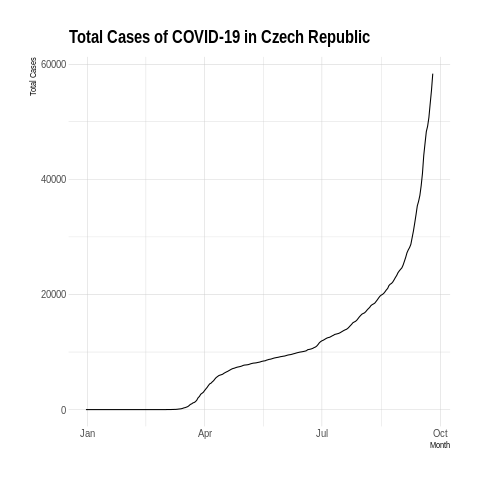 Total Cases of COVID-19 in Czech Republic
Total Cases
60000
40000
20000
0
Jan Apr Jul Oct
Month